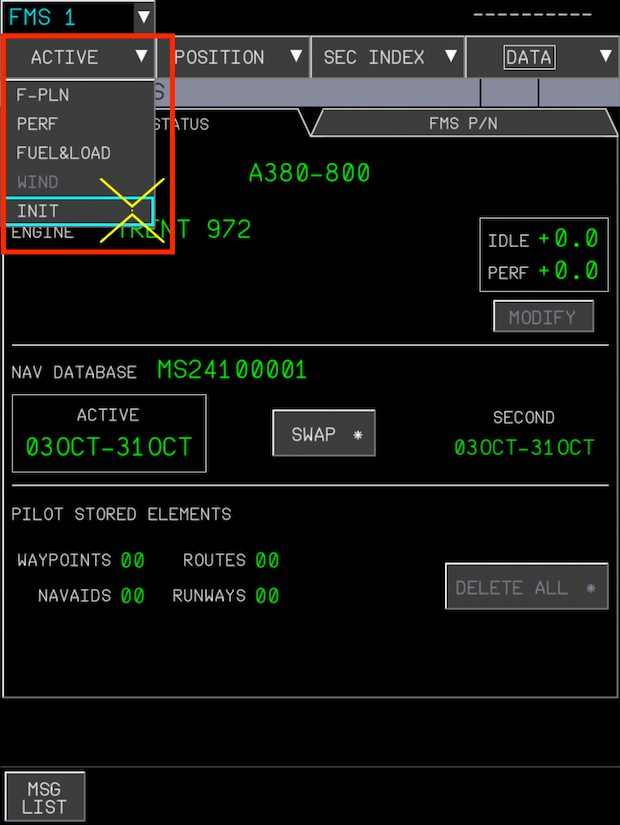 FMS 1
----------
ACTIVE POSITION SEC INDEX DATA
F-PLN
PERF
FUEL&LOAD
WIND
INIT
S
STATUS FMS P/N
A380-800
ENGINE TRENT 972
IDLE +0.0
PERF +0.0
MODIFY
NAV DATABASE MS24100001
ACTIVE
03OCT-31OCT
SWAP *
SECOND
03OCT-31OCT
PILOT STORED ELEMENTS
WAYPOINTS 00 ROUTES 00
NAVAIDS 00 RUNWAYS 00
DELETE ALL *
MSG
LIST